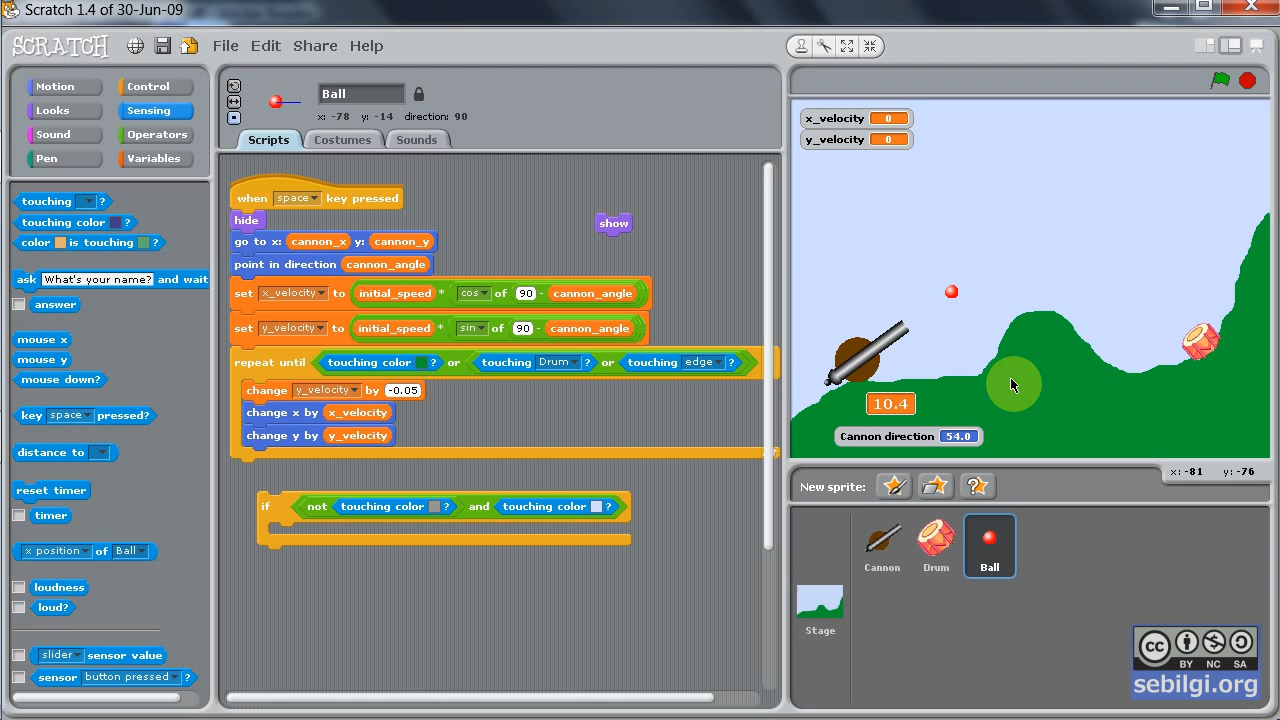 Scratch 1.4 of 30-Jun-09
SCRATCH File Edit Share Help
Motion Control
Looks Sensing
Sound Operators
Pen Variables
touching ?
touching color ?
color is touching ?
ask What's your name? and wait
answer
mouse x
mouse y
mouse down?
key space pressed?
distance to
reset timer
timer
x position of Ball
loudness
loud?
slider sensor value
sensor button pressed ?
Ball
x: -78 y: -14 direction: 90
Scripts Costumes Sounds
when space key pressed
hide
show
go to x: cannon_x y: cannon_y
point in direction cannon_angle
set x_velocity to initial_speed * cos of 90 - cannon_angle
set y_velocity to initial_speed * sin of 90 - cannon_angle
repeat until touching color ? or touching Drum ? or touching edge ?
change y_velocity by -0.05
change x by x_velocity
change y by y_velocity
if not touching color ? and touching color ?
x_velocity 0
y_velocity 0
10.4
Cannon direction 54.0
x: -81 y: -76
New sprite:
Cannon Drum Ball
Stage
cc BY NC SA
sebilgi.org